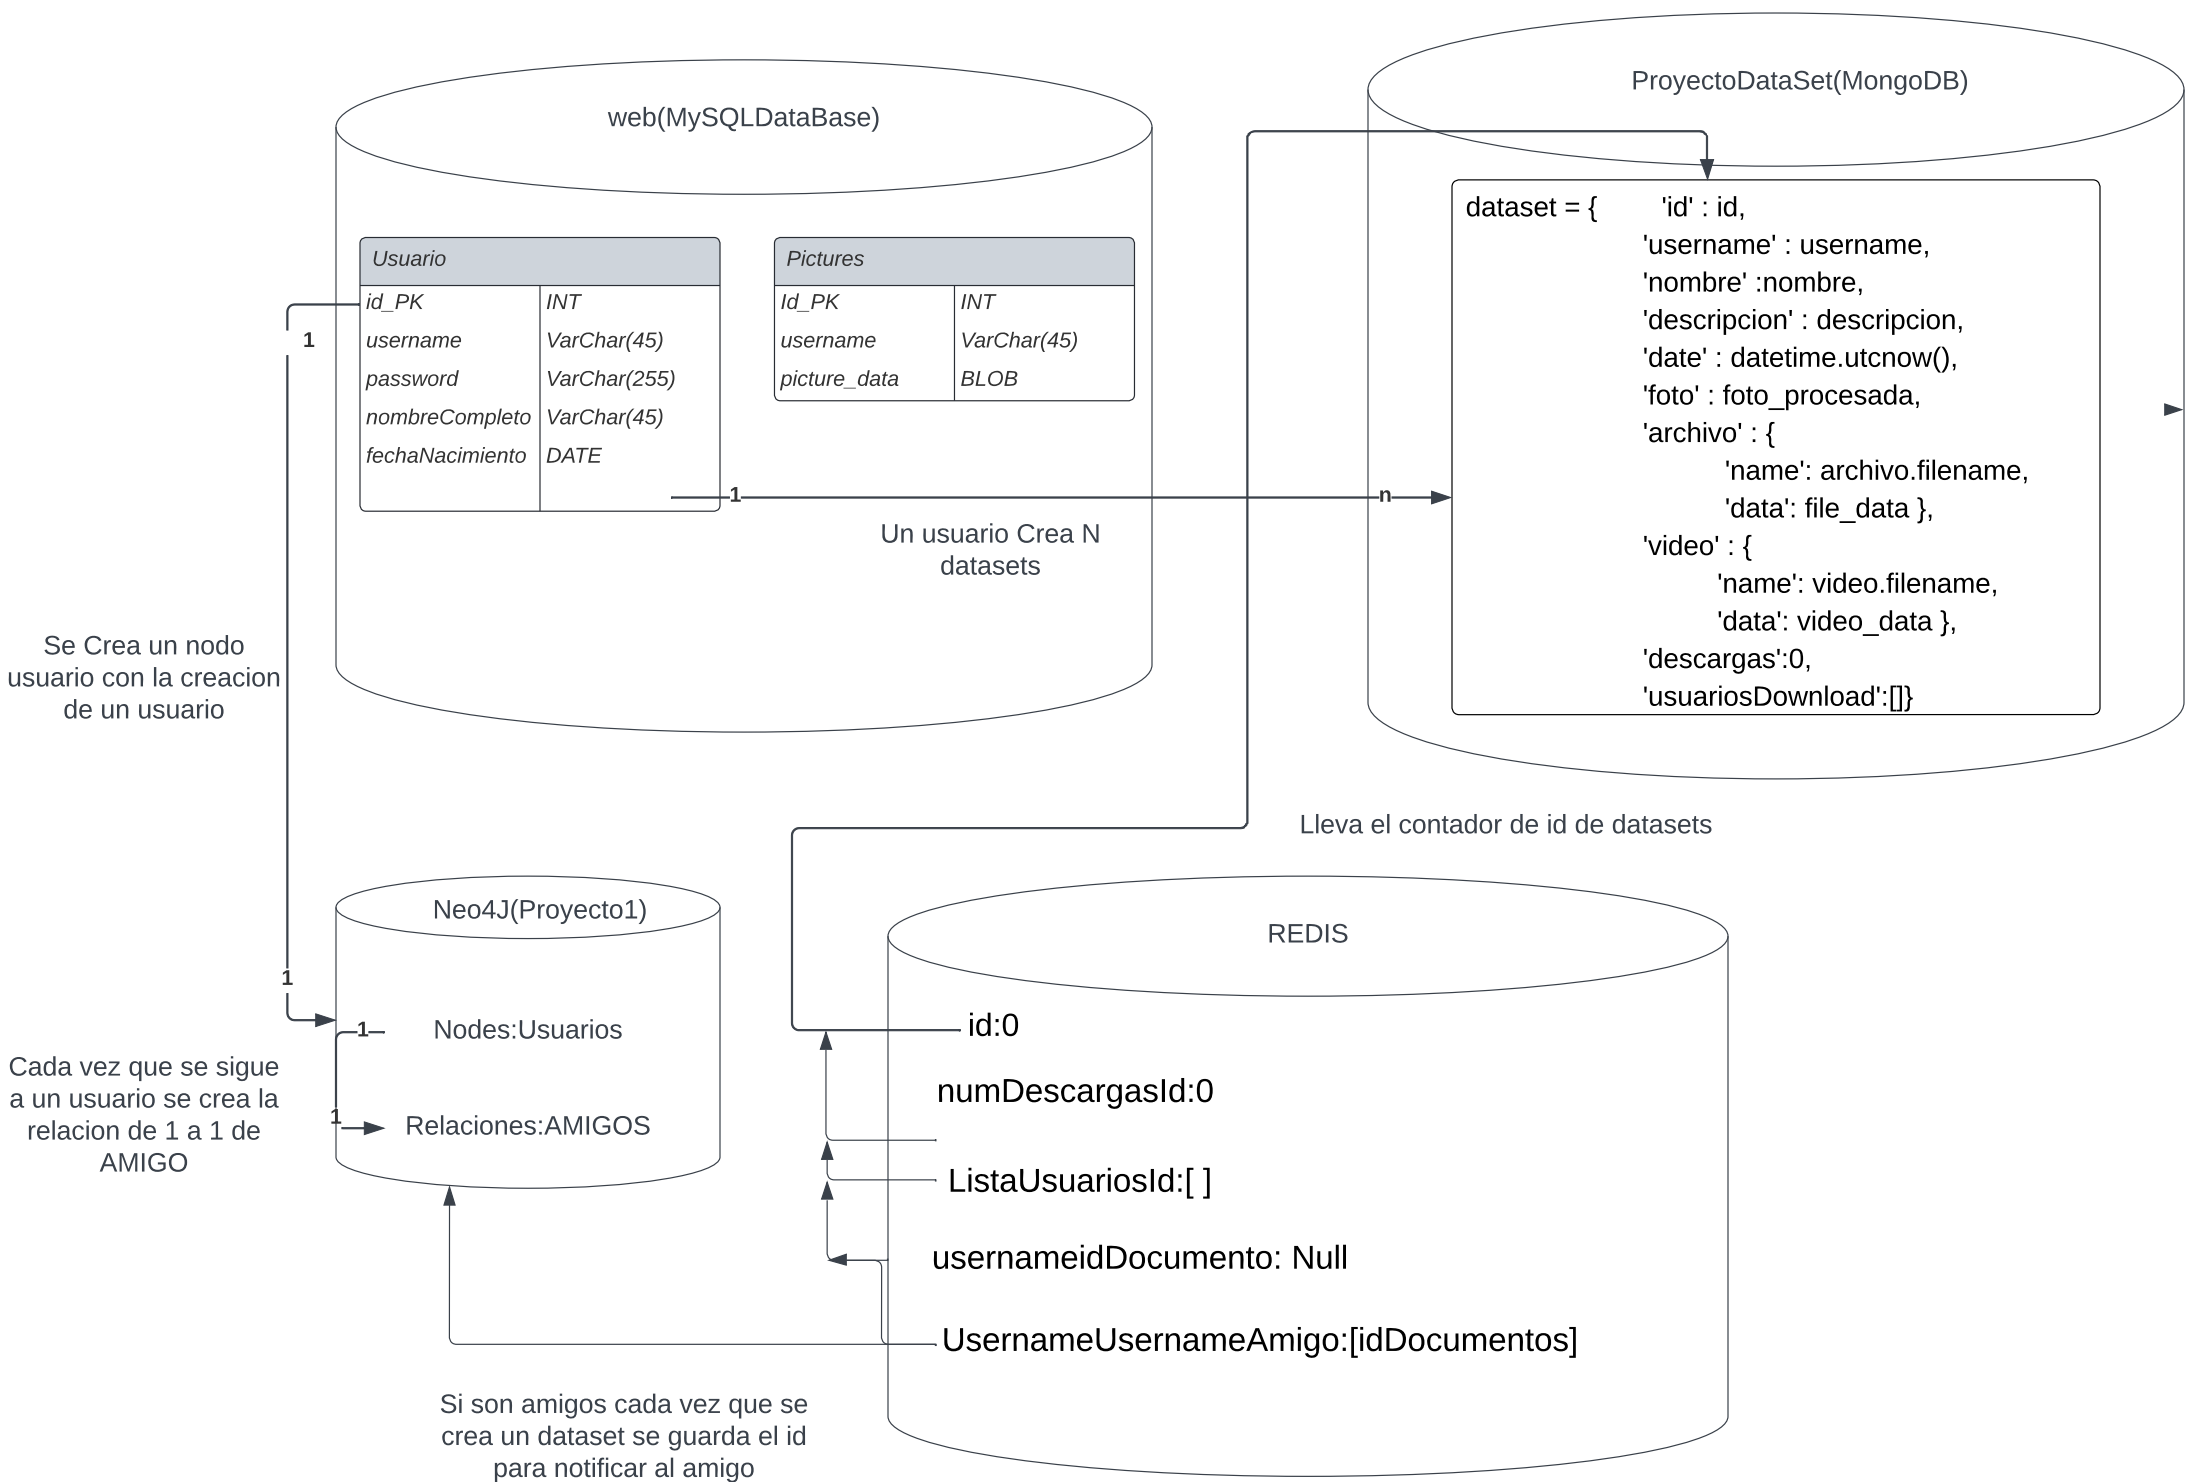 web(MySQLDataBase)
Usuario
id_PK INT
username VarChar(45)
password VarChar(255)
nombreCompleto VarChar(45)
fechaNacimiento DATE
Pictures
Id_PK INT
username VarChar(45)
picture_data BLOB
1
1
n
Un usuario Crea N
datasets
ProyectoDataSet(MongoDB)
dataset = { 'id' : id,
'username' : username,
'nombre' :nombre,
'descripcion' : descripcion,
'date' : datetime.utcnow(),
'foto' : foto_procesada,
'archivo' : {
'name': archivo.filename,
'data': file_data },
'video' : {
'name': video.filename,
'data': video_data },
'descargas':0,
'usuariosDownload':[]}
Se Crea un nodo
usuario con la creacion
de un usuario
Lleva el contador de id de datasets
1
Neo4J(Proyecto1)
1
Nodes:Usuarios
1
Relaciones:AMIGOS
Cada vez que se sigue
a un usuario se crea la
relacion de 1 a 1 de
AMIGO
REDIS
id:0
numDescargasId:0
ListaUsuariosId:[ ]
usernameidDocumento: Null
UsernameUsernameAmigo:[idDocumentos]
Si son amigos cada vez que se
crea un dataset se guarda el id
para notificar al amigo